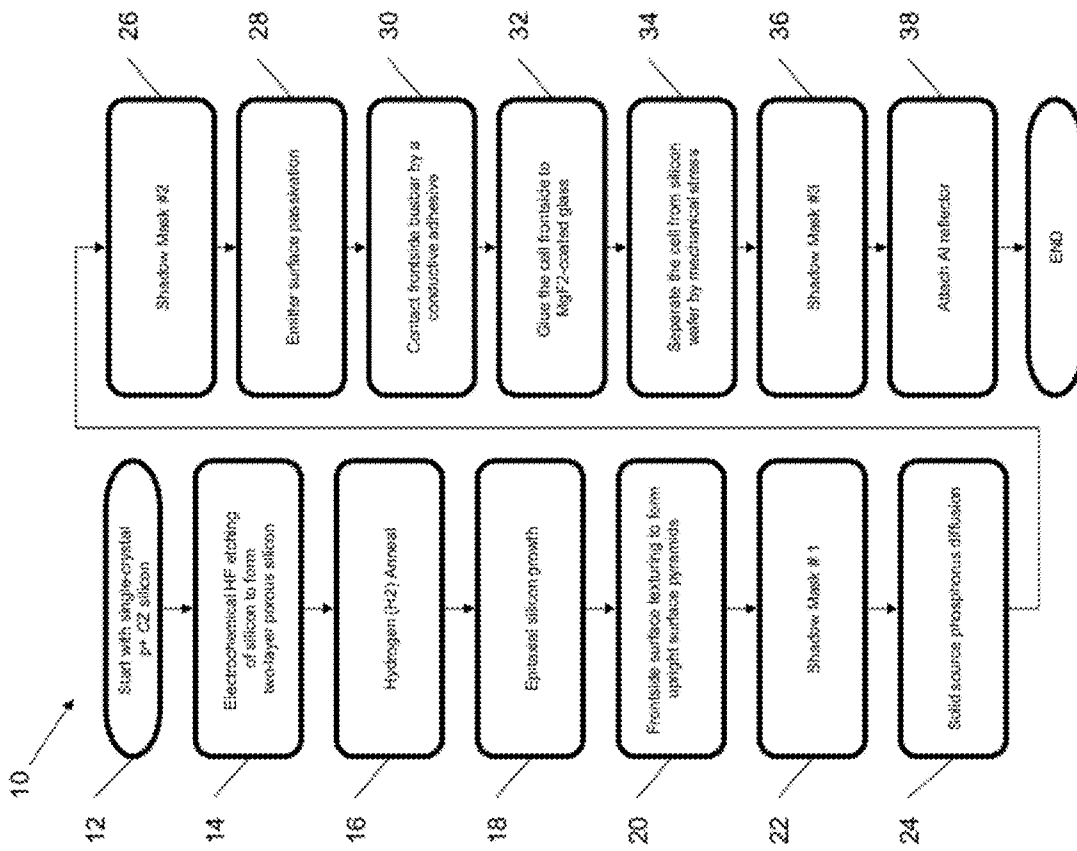 10
12
Start with single-crystal
p+ CZ silicon
14
Electrochemical HF etching
of silicon to form
two-layer porous silicon
16
Hydrogen (H2) Anneal
18
Epitaxial silicon growth
20
Frontside surface texturing to form
upright surface pyramids
22
Shadow Mask # 1
24
Solid source phosphorus diffusion
26
Shadow Mask #2
28
Emitter surface passivation
30
Contact frontside busbar by a
conductive adhesive
32
Glue the cell frontside to
MgF2-coated glass
34
Separate the cell from silicon
wafer by mechanical stress
36
Shadow Mask #3
38
Attach Al reflector
END